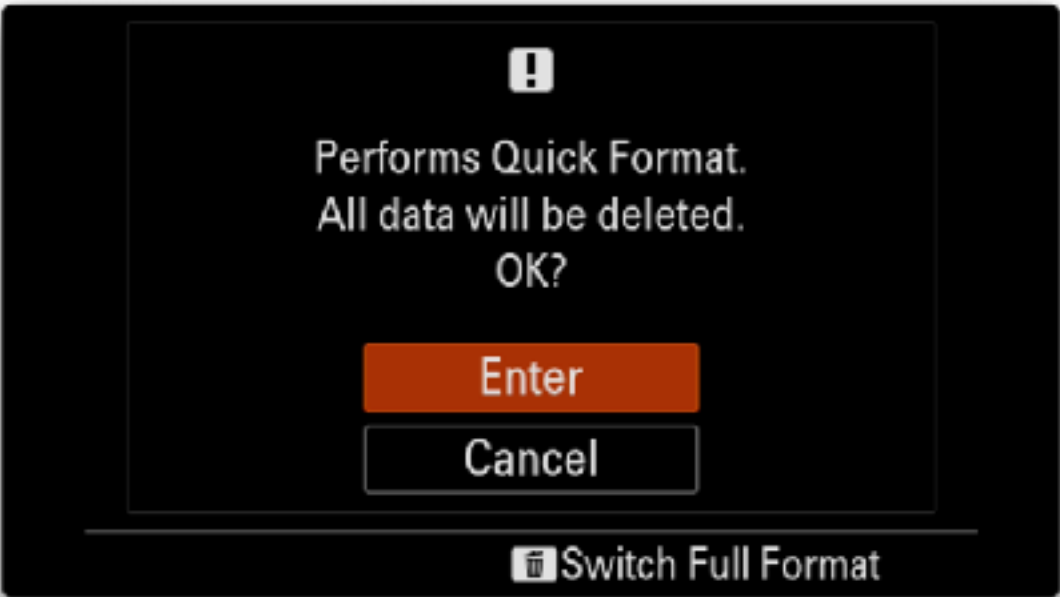 Performs Quick Format.
All data will be deleted.
OK?
Enter
Cancel
Switch Full Format